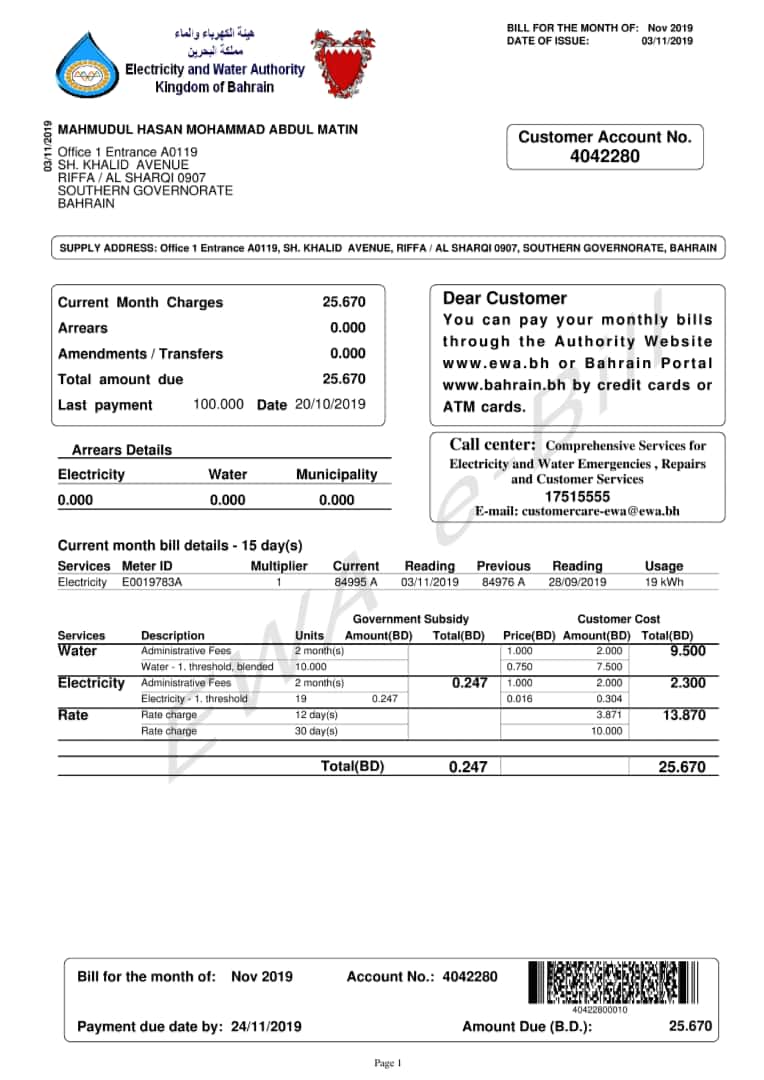 هيئة الكهرباء والماء
مملكة البحرين
Electricity and Water Authority
Kingdom of Bahrain
BILL FOR THE MONTH OF: Nov 2019
DATE OF ISSUE: 03/11/2019
03/11/2019
MAHMUDUL HASAN MOHAMMAD ABDUL MATIN
Office 1 Entrance A0119
SH. KHALID AVENUE
RIFFA / AL SHARQI 0907
SOUTHERN GOVERNORATE
BAHRAIN
Customer Account No.
4042280
SUPPLY ADDRESS: Office 1 Entrance A0119, SH. KHALID AVENUE, RIFFA / AL SHARQI 0907, SOUTHERN GOVERNORATE, BAHRAIN
Current Month Charges 25.670
Arrears 0.000
Amendments / Transfers 0.000
Total amount due 25.670
Last payment 100.000 Date 20/10/2019
Dear Customer
You can pay your monthly bills
through the Authority Website
www.ewa.bh or Bahrain Portal
www.bahrain.bh by credit cards or
ATM cards.
Arrears Details
Electricity Water Municipality
0.000 0.000 0.000
Call center: Comprehensive Services for
Electricity and Water Emergencies , Repairs
and Customer Services
17515555
E-mail: customercare-ewa@ewa.bh
EWA e-Bill
Current month bill details - 15 day(s)
Services Meter ID Multiplier Current Reading Previous Reading Usage
Electricity E0019783A 1 84995 A 03/11/2019 84976 A 28/09/2019 19 kWh
Government Subsidy Customer Cost
Services Description Units Amount(BD) Total(BD) Price(BD) Amount(BD) Total(BD)
Water Administrative Fees 2 month(s) 1.000 2.000 9.500
Water - 1. threshold, blended 10.000 0.750 7.500
Electricity Administrative Fees 2 month(s) 0.247 1.000 2.000 2.300
Electricity - 1. threshold 19 0.247 0.016 0.304
Rate Rate charge 12 day(s) 3.871 13.870
Rate charge 30 day(s) 10.000
Total(BD) 0.247 25.670
Bill for the month of: Nov 2019 Account No.: 4042280
40422800010
Payment due date by: 24/11/2019 Amount Due (B.D.): 25.670
Page 1